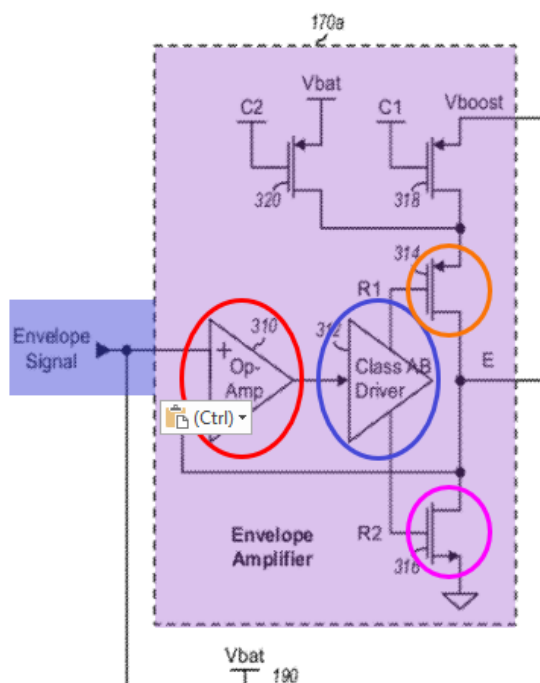 170a
Vbat
C2
C1
Vboost
320
318
314
R1
Envelope
Signal
310
312
+
Op-
Amp
Class AB
Driver
E
(Ctrl)
Envelope
Amplifier
R2
316
Vbat
190